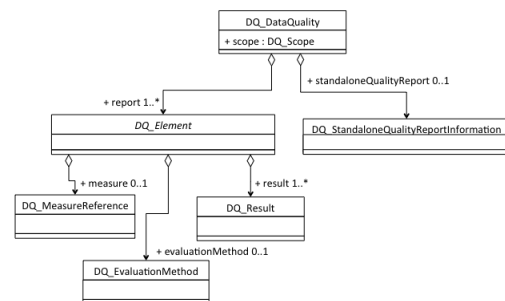 DQ_DataQuality
+ scope : DQ_Scope
+ standaloneQualityReport 0..1
+ report 1..*
DQ_Element
DQ_StandaloneQualityReportInformation
+ measure 0..1
+ result 1..*
DQ_MeasureReference
DQ_Result
+ evaluationMethod 0..1
DQ_EvaluationMethod